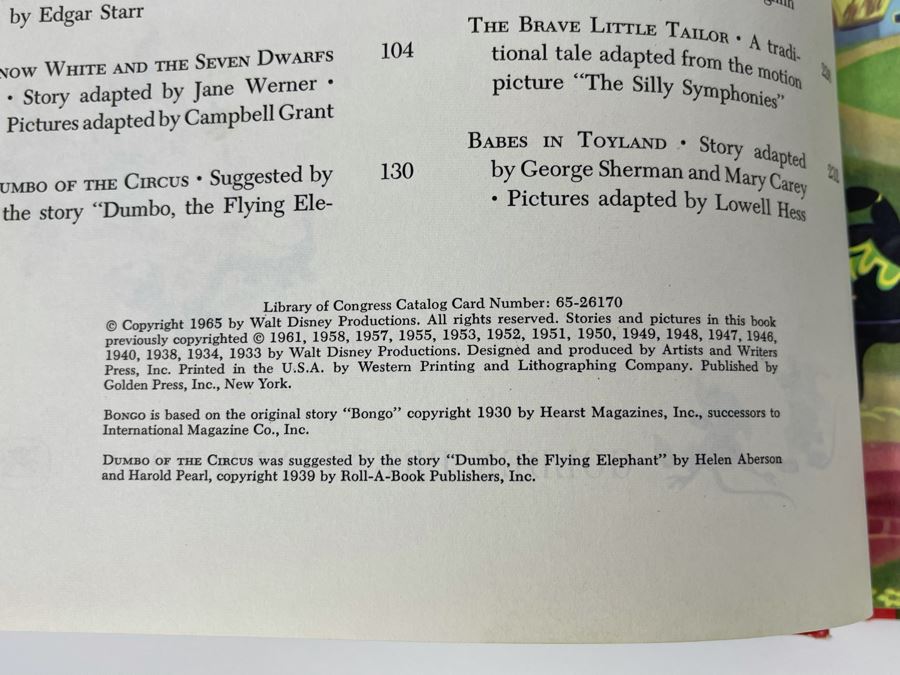 by Edgar Starr
NOW WHITE AND THE SEVEN DWARFS 104
• Story adapted by Jane Werner •
Pictures adapted by Campbell Grant
UMBO OF THE CIRCUS • Suggested by 130
the story "Dumbo, the Flying Ele-
THE BRAVE LITTLE TAILOR • A tradi-
tional tale adapted from the motion
picture "The Silly Symphonies"
BABES IN TOYLAND • Story adapted
by George Sherman and Mary Carey
• Pictures adapted by Lowell Hess
Library of Congress Catalog Card Number: 65-26170
© Copyright 1965 by Walt Disney Productions. All rights reserved. Stories and pictures in this book
previously copyrighted © 1961, 1958, 1957, 1955, 1953, 1952, 1951, 1950, 1949, 1948, 1947, 1946,
1940, 1938, 1934, 1933 by Walt Disney Productions. Designed and produced by Artists and Writers
Press, Inc. Printed in the U.S.A. by Western Printing and Lithographing Company. Published by
Golden Press, Inc., New York.
BONGO is based on the original story "Bongo" copyright 1930 by Hearst Magazines, Inc., successors to
International Magazine Co., Inc.
DUMBO OF THE CIRCUS was suggested by the story "Dumbo, the Flying Elephant" by Helen Aberson
and Harold Pearl, copyright 1939 by Roll-A-Book Publishers, Inc.